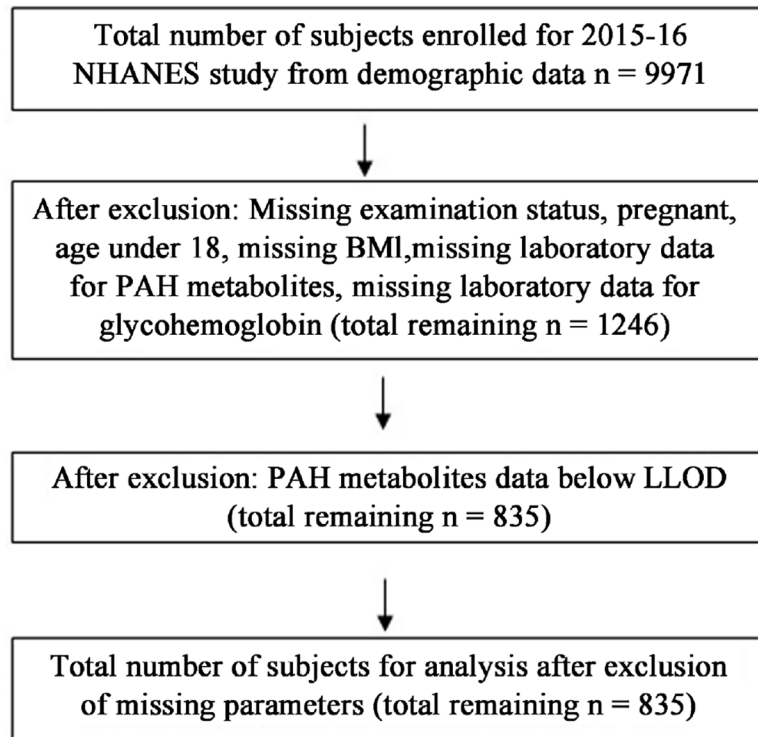 Total number of subjects enrolled for 2015-16
NHANES study from demographic data n = 9971
After exclusion: Missing examination status, pregnant,
age under 18, missing BMl,missing laboratory data
for PAH metabolites, missing laboratory data for
glycohemoglobin (total remaining n = 1246)
After exclusion: PAH metabolites data below LLOD
(total remaining n = 835)
Total number of subjects for analysis after exclusion
of missing parameters (total remaining n = 835)